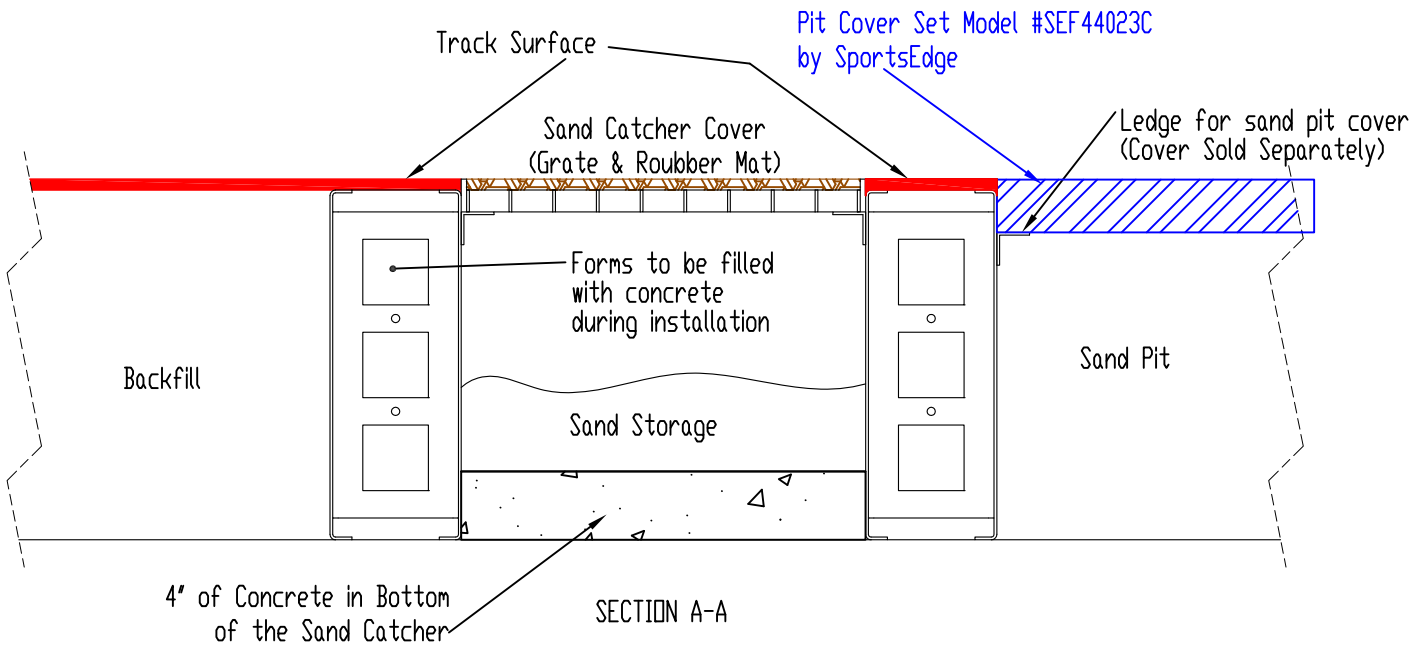 Pit Cover Set Model #SEF44023C
by SportsEdge
Track Surface
Sand Catcher Cover
(Grate & Roubber Mat)
Ledge for sand pit cover
(Cover Sold Separately)
Forms to be filled
with concrete
during installation
Backfill
Sand Pit
Sand Storage
4" of Concrete in Bottom
of the Sand Catcher
SECTION A-A